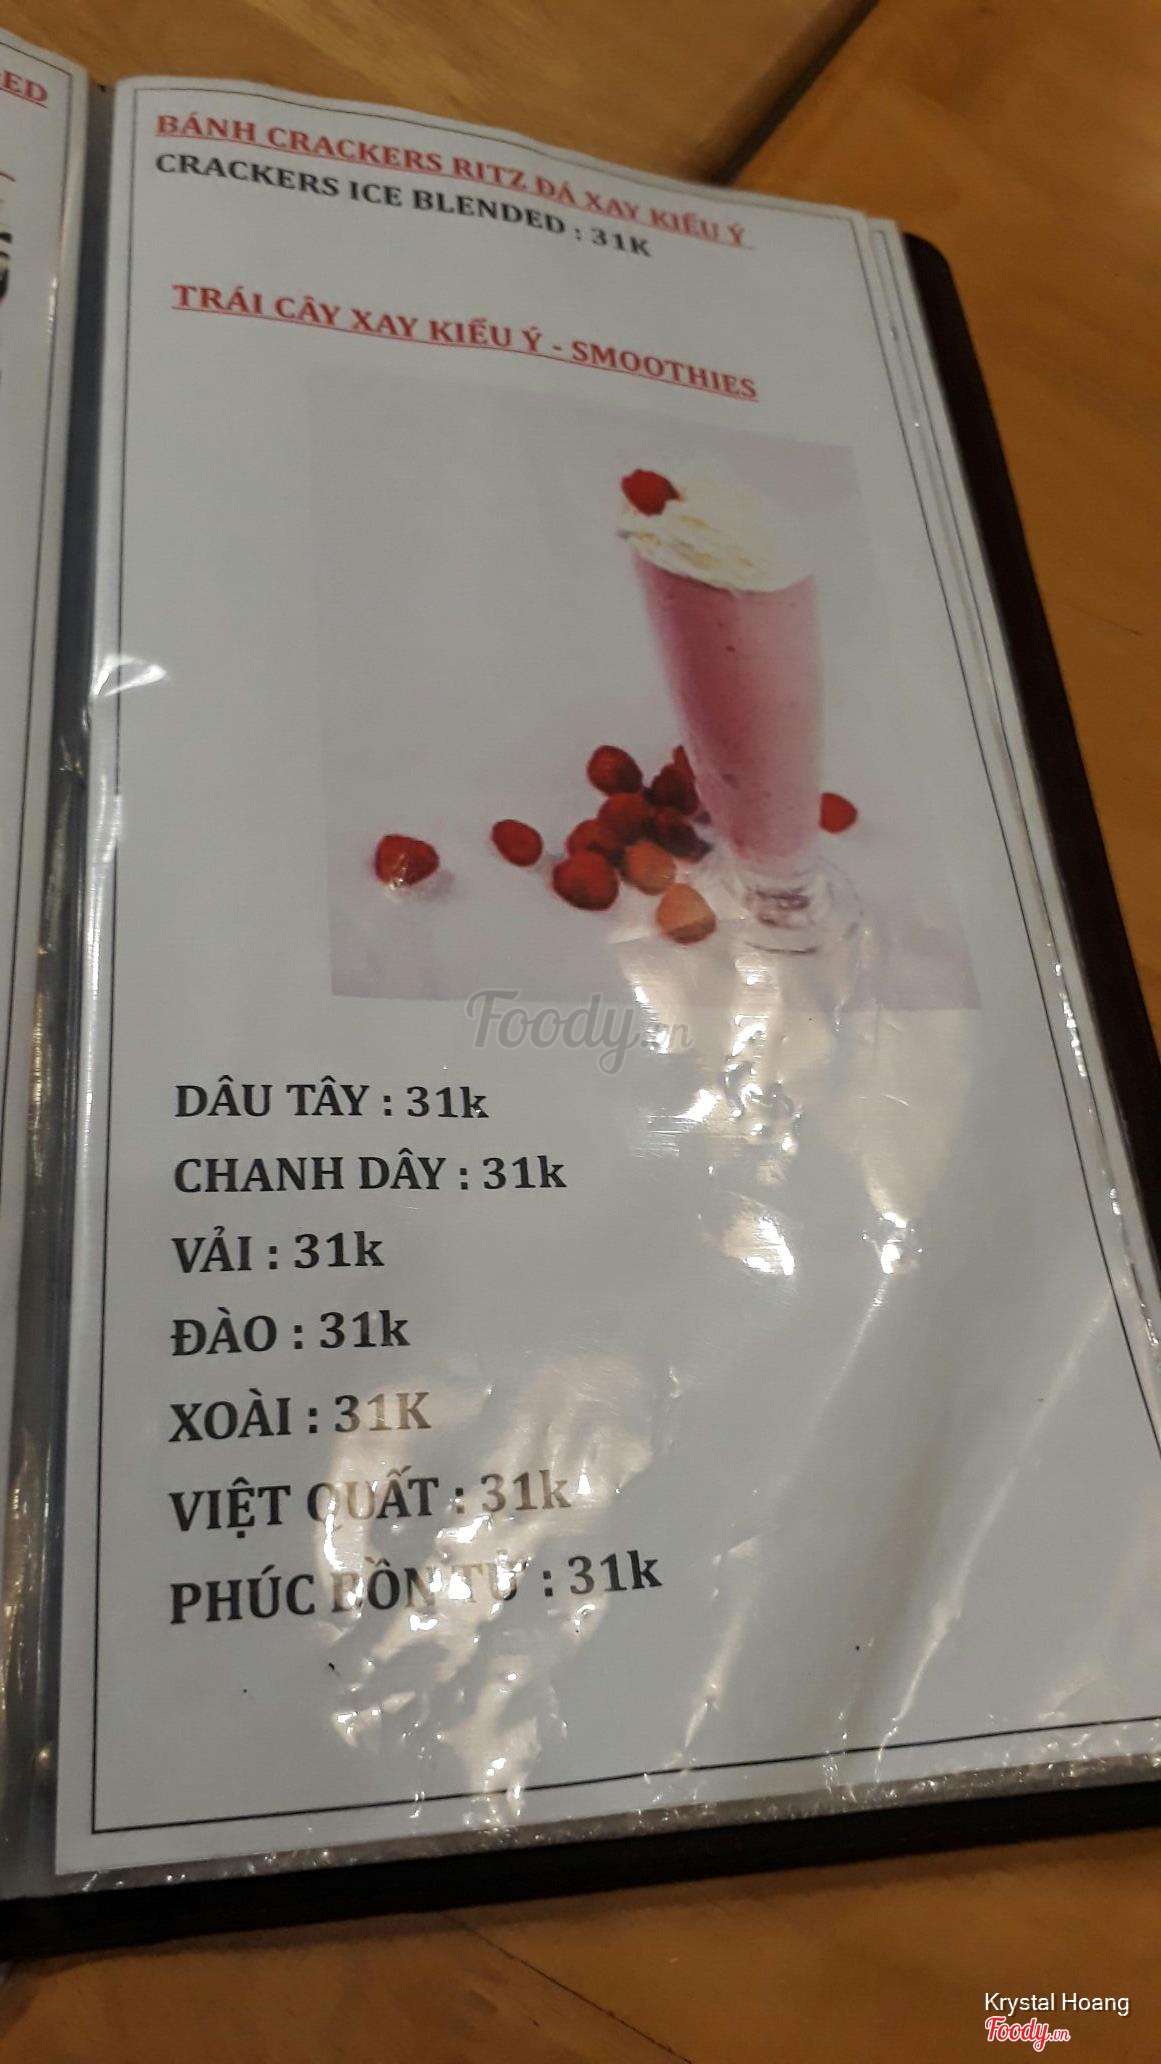 ED
BÁNH CRACKERS RITZ ĐÁ XAY KIỂU Ý
CRACKERS ICE BLENDED : 31K
TRÁI CÂY XAY KIỂU Ý - SMOOTHIES
Foody.vn
DÂU TÂY : 31k
CHANH DÂY : 31k
VẢI : 31k
ĐÀO : 31k
XOÀI : 31K
VIỆT QUẤT : 31k
PHÚC BỒN TỬ : 31k
Krystal Hoang
Foody.vn